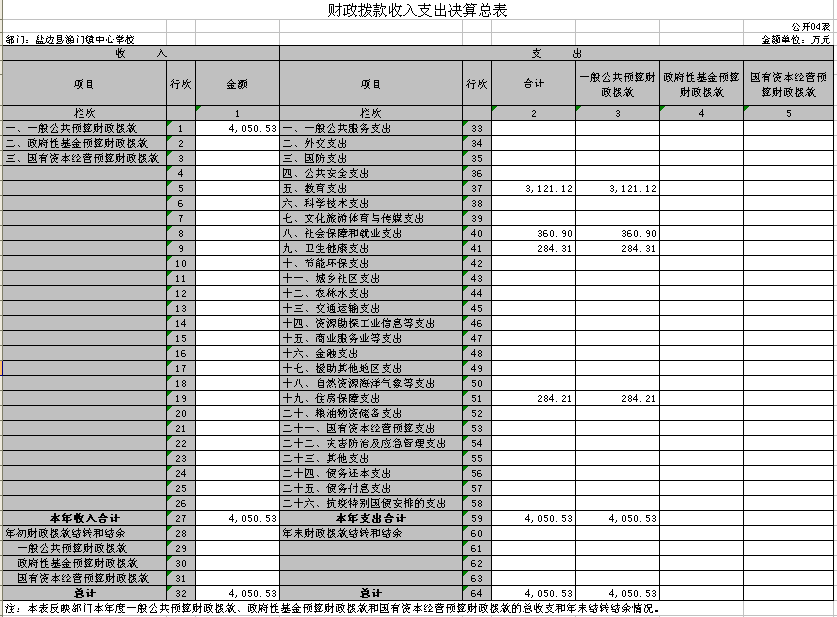 财政拨款收入支出决算总表
公开04表
部门：盐边县渔门镇中心学校 金额单位：万元
收 入 支 出
项目 行次 金额 项目 行次 合计 一般公共预算财政拨款 政府性基金预算财政拨款 国有资本经营预算财政拨款
栏次 1 栏次 2 3 4 5
一、一般公共预算财政拨款 1 4,050.53 一、一般公共服务支出 33
二、政府性基金预算财政拨款 2 二、外交支出 34
三、国有资本经营预算财政拨款 3 三、国防支出 35
4 四、公共安全支出 36
5 五、教育支出 37 3,121.12 3,121.12
6 六、科学技术支出 38
7 七、文化旅游体育与传媒支出 39
8 八、社会保障和就业支出 40 360.90 360.90
9 九、卫生健康支出 41 284.31 284.31
10 十、节能环保支出 42
11 十一、城乡社区支出 43
12 十二、农林水支出 44
13 十三、交通运输支出 45
14 十四、资源勘探工业信息等支出 46
15 十五、商业服务业等支出 47
16 十六、金融支出 48
17 十七、援助其他地区支出 49
18 十八、自然资源海洋气象等支出 50
19 十九、住房保障支出 51 284.21 284.21
20 二十、粮油物资储备支出 52
21 二十一、国有资本经营预算支出 53
22 二十二、灾害防治及应急管理支出 54
23 二十三、其他支出 55
24 二十四、债务还本支出 56
25 二十五、债务付息支出 57
26 二十六、抗疫特别国债安排的支出 58
本年收入合计 27 4,050.53 本年支出合计 59 4,050.53 4,050.53
年初财政拨款结转和结余 28 年末财政拨款结转和结余 60
一般公共预算财政拨款 29 61
政府性基金预算财政拨款 30 62
国有资本经营预算财政拨款 31 63
总计 32 4,050.53 总计 64 4,050.53 4,050.53
注：本表反映部门本年度一般公共预算财政拨款、政府性基金预算财政拨款和国有资本经营预算财政拨款的总收支和年末结转结余情况。